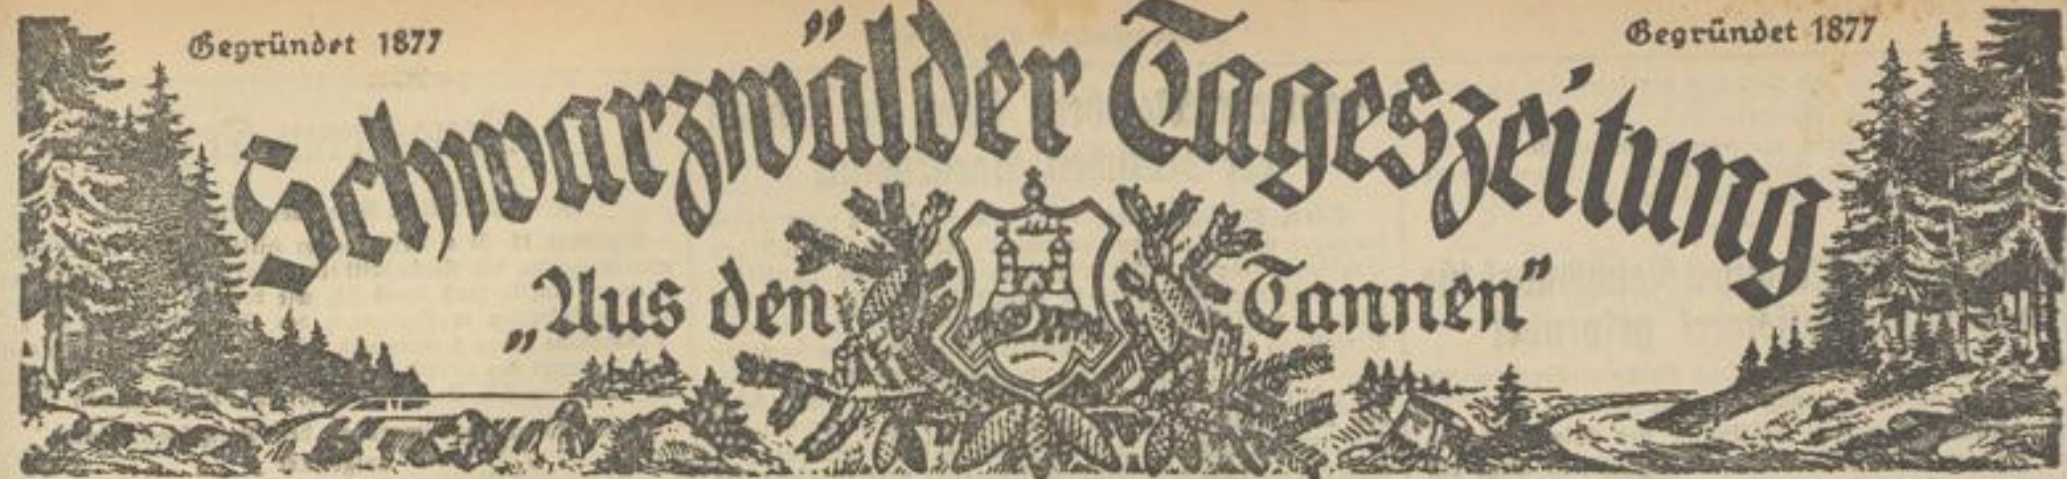 Gegründet 1877
Gegründet 1877
Schwarzwälder Tageszeitung
„Aus den Tannen"